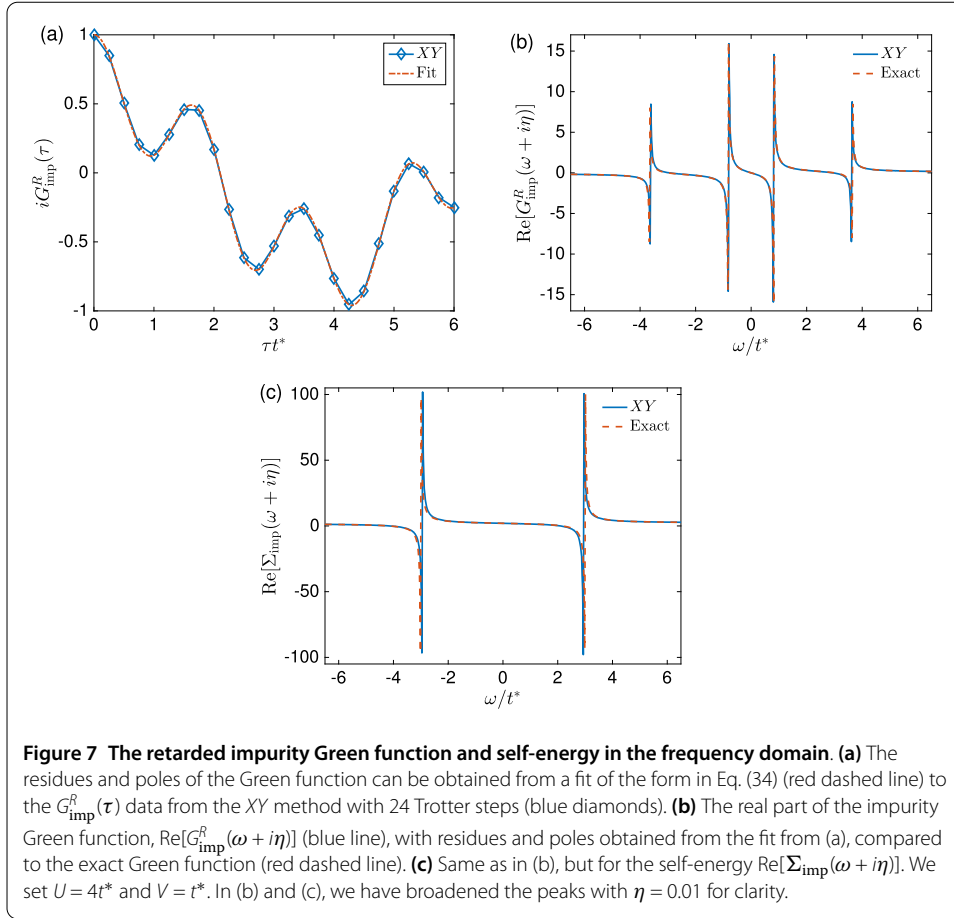 (a)
1
0.5
0
-0.5
-1
iG^R_imp(τ)
0 1 2 3 4 5 6
τt*
XY
Fit
(b)
15
10
5
0
-5
-10
-15
Re[G^R_imp(ω + iη)]
-6 -4 -2 0 2 4 6
ω/t*
XY
Exact
(c)
100
50
0
-50
-100
Re[Σ_imp(ω + iη)]
-6 -4 -2 0 2 4 6
ω/t*
XY
Exact
Figure 7 The retarded impurity Green function and self-energy in the frequency domain. (a) The
residues and poles of the Green function can be obtained from a fit of the form in Eq. (34) (red dashed line) to
the G^R_imp(τ) data from the XY method with 24 Trotter steps (blue diamonds). (b) The real part of the impurity
Green function, Re[G^R_imp(ω + iη)] (blue line), with residues and poles obtained from the fit from (a), compared
to the exact Green function (red dashed line). (c) Same as in (b), but for the self-energy Re[Σ_imp(ω + iη)]. We
set U = 4t* and V = t*. In (b) and (c), we have broadened the peaks with η = 0.01 for clarity.